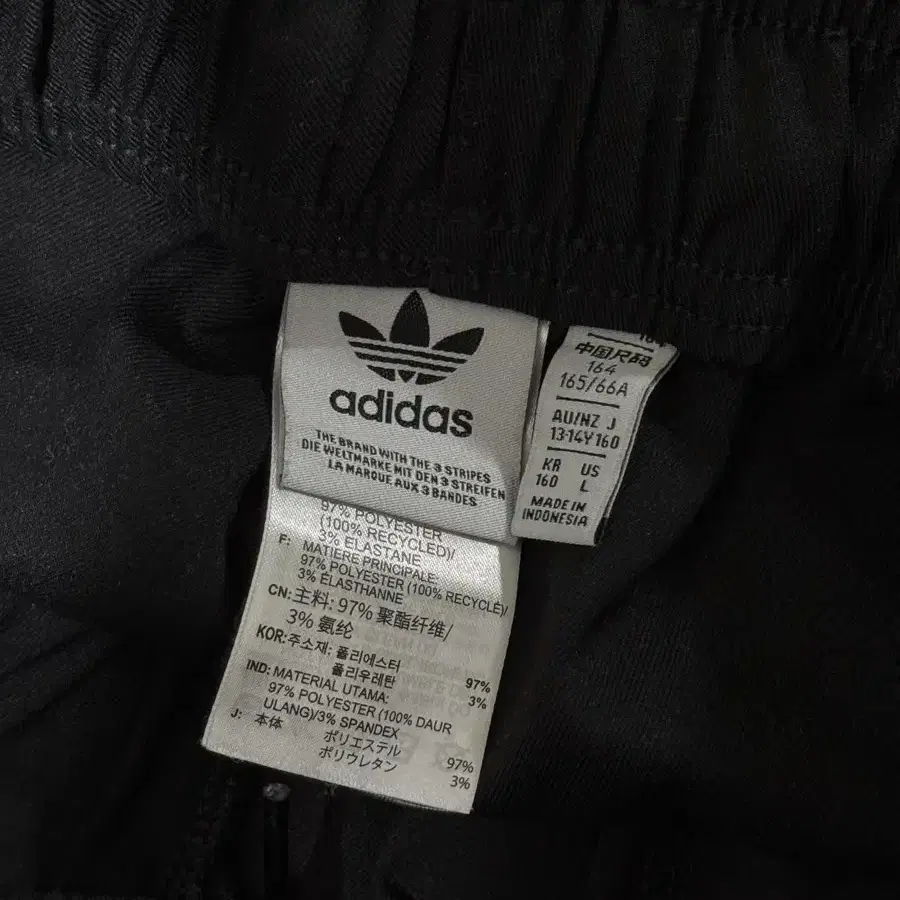 adidas
THE BRAND WITH THE 3 STRIPES
DIE WELTMARKE MIT DEN 3 STREIFEN
LA MARQUE AUX 3 BANDES
中国尺码
164
165/66A
AU/NZ J
13-14Y 160
KR US
160 L
MADE IN
INDONESIA
97% POLYESTER
(100% RECYCLED)/
3% ELASTANE
F: MATIÈRE PRINCIPALE:
97% POLYESTER (100% RECYCLÉ)/
3% ÉLASTHANNE
CN: 主料: 97% 聚酯纤维/
3% 氨纶
KOR: 주소재: 폴리에스터 97%
폴리우레탄 3%
IND: MATERIAL UTAMA:
97% POLYESTER (100% DAUR
ULANG)/3% SPANDEX
J: 本体
ポリエステル 97%
ポリウレタン 3%